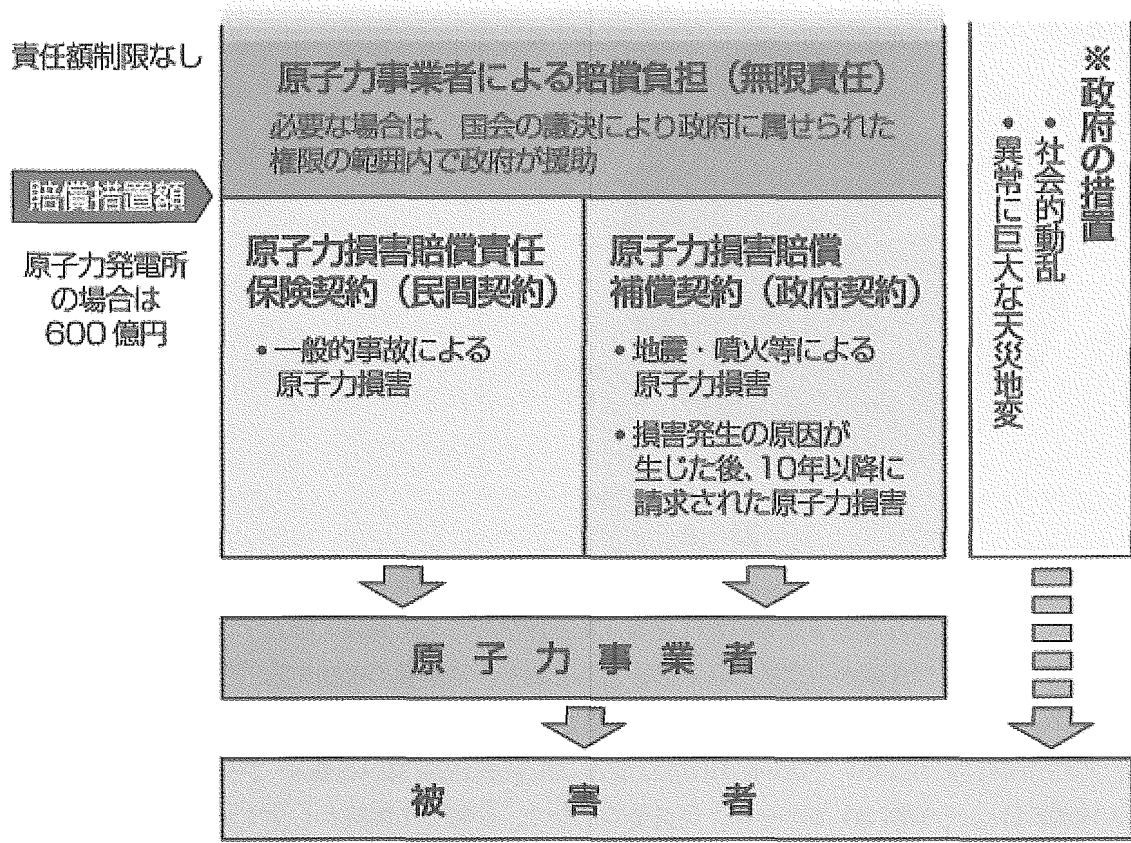 責任額制限なし
原子力事業者による賠償負担（無限責任）
必要な場合は、国会の議決により政府に属せられた
権限の範囲内で政府が援助
賠償措置額
原子力発電所
の場合は
600億円
原子力損害賠償責任
保険契約（民間契約）
•一般的事故による
原子力損害
原子力損害賠償
補償契約（政府契約）
•地震・噴火等による
原子力損害
•損害発生の原因が
生じた後、10年以降に
請求された原子力損害
※政府の措置
•社会的動乱
•異常に巨大な天災地変
原子力事業者
被害者